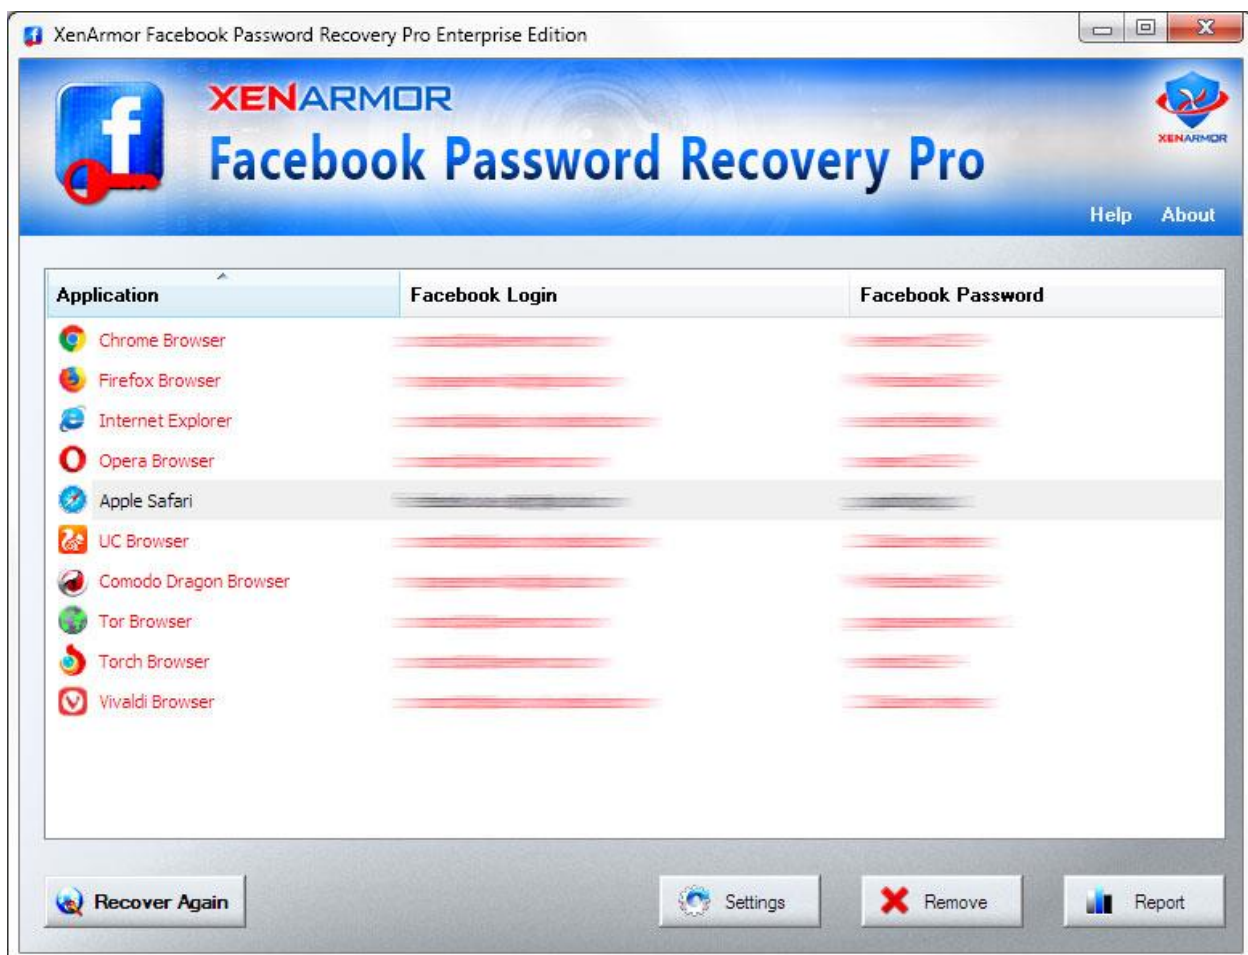 XenArmor Facebook Password Recovery Pro Enterprise Edition
XENARMOR
Facebook Password Recovery Pro
XENARMOR
Help About
Application Facebook Login Facebook Password
Chrome Browser
Firefox Browser
Internet Explorer
Opera Browser
Apple Safari
UC Browser
Comodo Dragon Browser
Tor Browser
Torch Browser
Vivaldi Browser
Recover Again Settings Remove Report